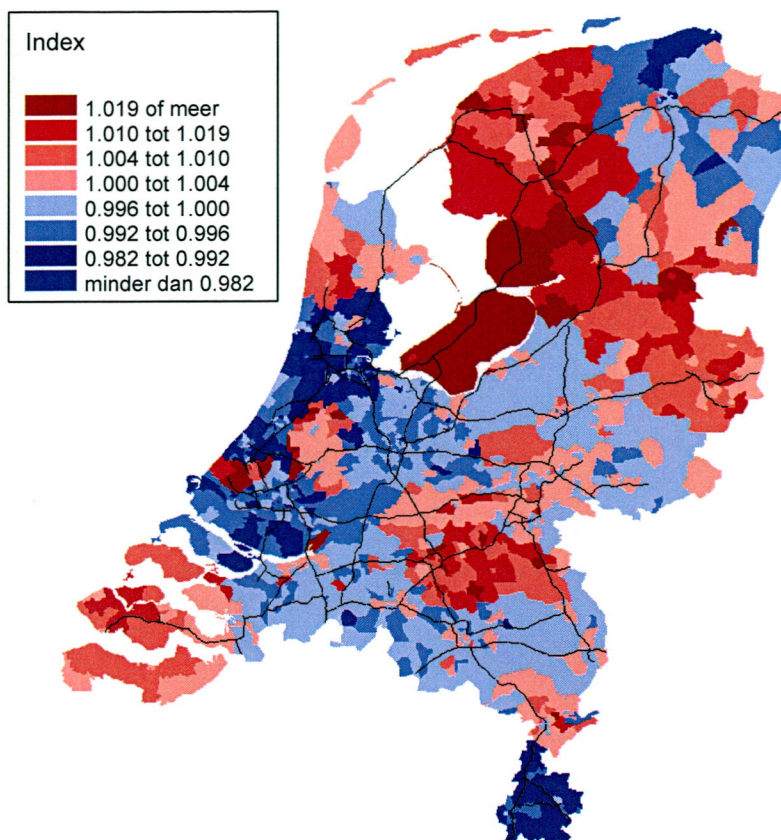 Index
1.019 of meer
1.010 tot 1.019
1.004 tot 1.010
1.000 tot 1.004
0.996 tot 1.000
0.992 tot 0.996
0.982 tot 0.992
minder dan 0.982